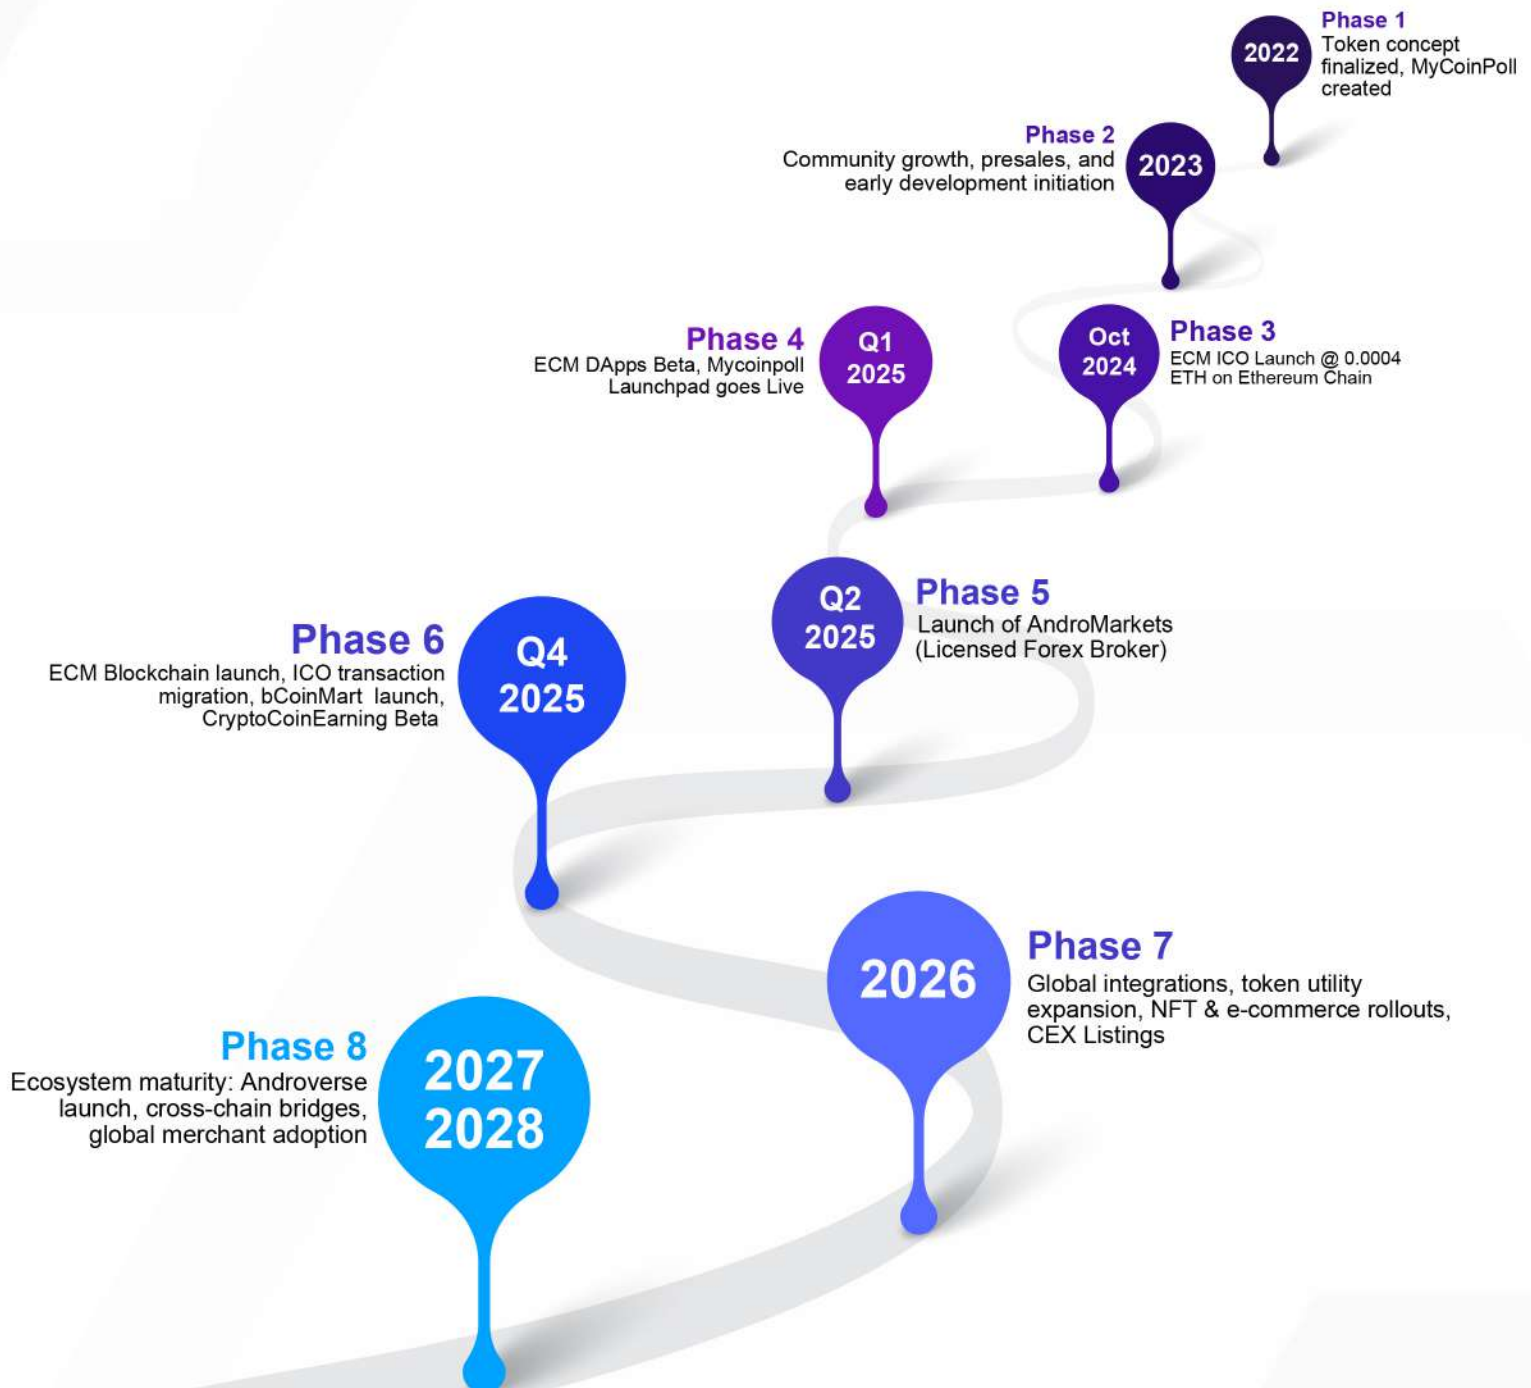 Phase 1
2022
Token concept
finalized, MyCoinPoll
created
Phase 2
2023
Community growth, presales, and
early development initiation
Phase 3
Oct
2024
ECM ICO Launch @ 0.0004
ETH on Ethereum Chain
Phase 4
Q1
2025
ECM DApps Beta, Mycoinpoll
Launchpad goes Live
Phase 5
Q2
2025
Launch of AndroMarkets
(Licensed Forex Broker)
Phase 6
Q4
2025
ECM Blockchain launch, ICO transaction
migration, bCoinMart launch,
CryptoCoinEarning Beta
Phase 7
2026
Global integrations, token utility
expansion, NFT & e-commerce rollouts,
CEX Listings
Phase 8
2027
2028
Ecosystem maturity: Androverse
launch, cross-chain bridges,
global merchant adoption